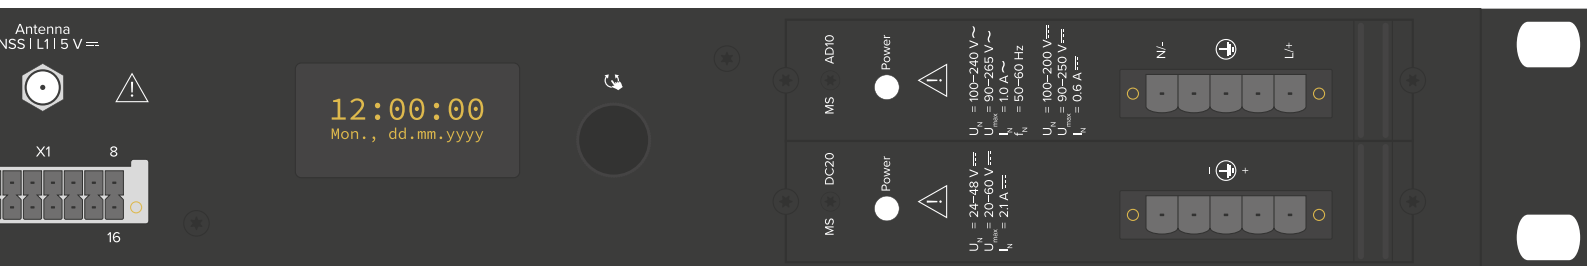 Antenna
NSS | L1 | 5 V ⎓
X1 8
16
12:00:00
Mon., dd.mm.yyyy
MS AD10
Power
U_N = 100–240 V ~
U_max = 90–265 V ~
I_N = 1.0 A ~
f_N = 50–60 Hz
U_N = 100–200 V ⎓
U_max = 90–250 V ⎓
I_N = 0.6 A ⎓
N/- L/+
MS DC20
Power
U_N = 24–48 V ⎓
U_max = 20–60 V ⎓
I_N = 2.1 A ⎓
− +